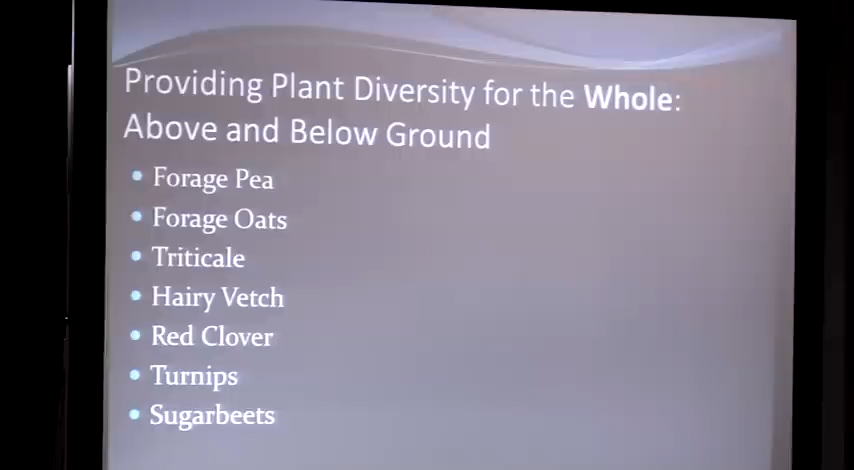 Providing Plant Diversity for the Whole:
Above and Below Ground
• Forage Pea
• Forage Oats
• Triticale
• Hairy Vetch
• Red Clover
• Turnips
• Sugarbeets